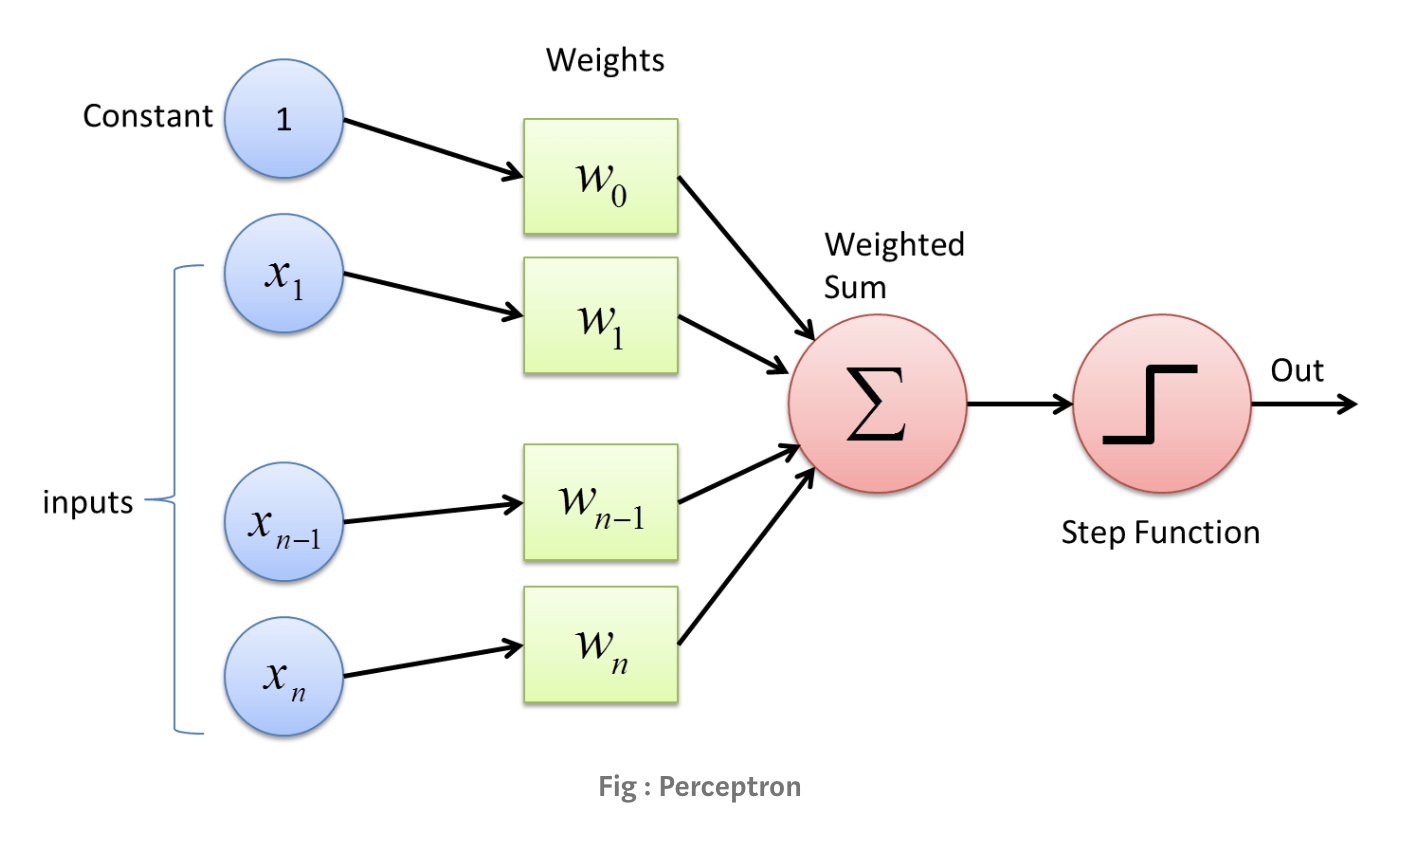 Weights
Constant
1
w₀
x₁
w₁
Weighted
Sum
∑
Out
inputs
xₙ₋₁
wₙ₋₁
Step Function
xₙ
wₙ
Fig : Perceptron